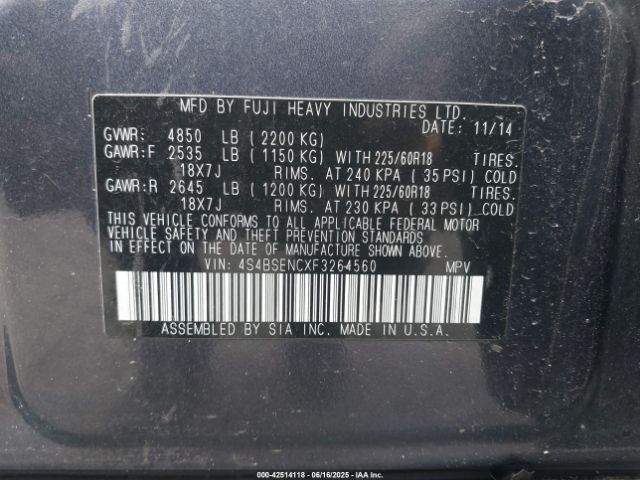 MFD BY FUJI HEAVY INDUSTRIES LTD.
DATE: 11/14
GVWR: 4850 LB (2200 KG)
GAWR:F 2535 LB (1150 KG) WITH 225/60R18 TIRES.
18X7J RIMS. AT 240 KPA (35 PSI) COLD
GAWR:R 2645 LB (1200 KG) WITH 225/60R18 TIRES.
18X7J RIMS. AT 230 KPA (33 PSI) COLD
THIS VEHICLE CONFORMS TO ALL APPLICABLE FEDERAL MOTOR
VEHICLE SAFETY AND THEFT PREVENTION STANDARDS
IN EFFECT ON THE DATE OF MANUFACTURE SHOWN ABOVE.
VIN: 4S4BSENCXF3264560 MPV
ASSEMBLED BY SIA INC. MADE IN U.S.A.
000-42514118 - 06/16/2025 - IAA Inc.